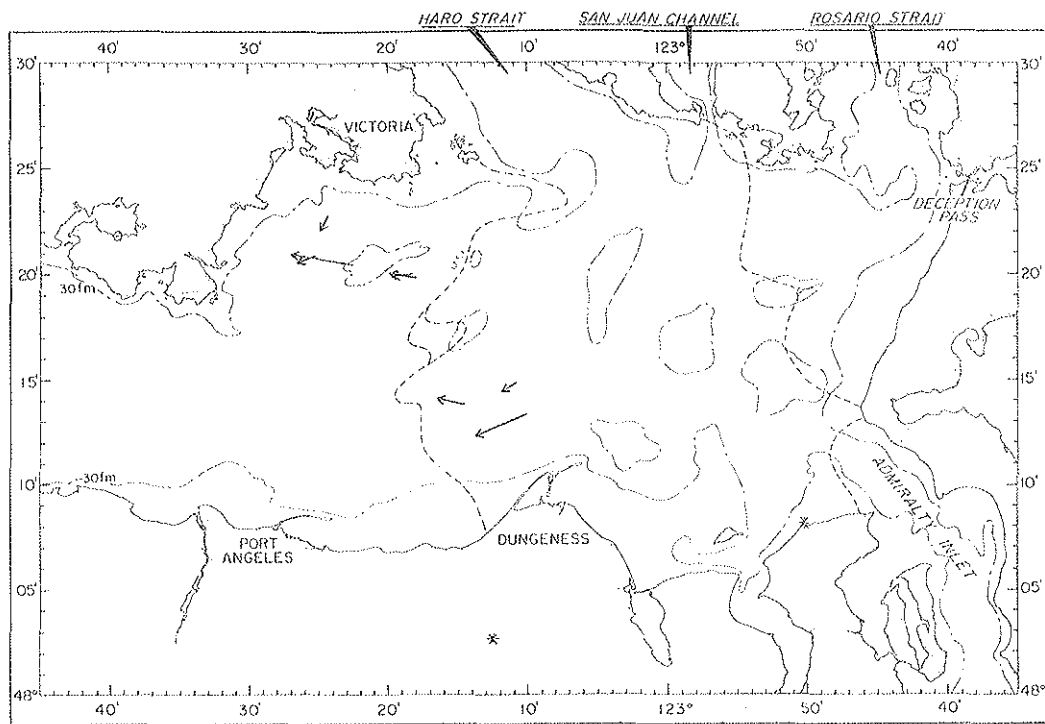 HARO STRAIT SAN JUAN CHANNEL ROSARIO STRAIT
40' 20' 10' 123° 50' 40'
30' 30'
VICTORIA
25' 25'
DECEPTION PASS
20' 20'
30fm
15' 15'
30fm
10' 10'
ADMIRALTY INLET
PORT ANGELES
DUNGENESS
05' 05'
48° 48°
40' 20' 10' 123° 50' 40'